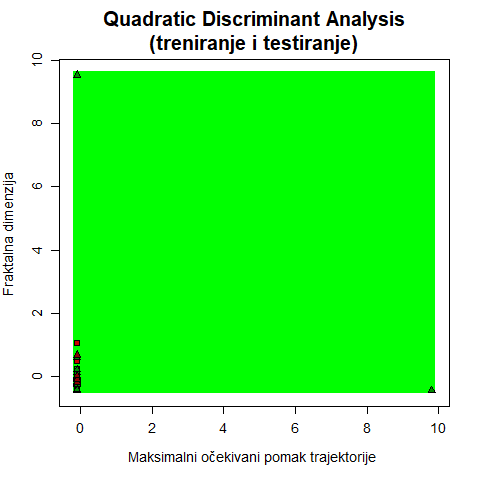 Quadratic Discriminant Analysis
(treniranje i testiranje)
10
8
6
4
2
0
Fraktalna dimenzija
0 2 4 6 8 10
Maksimalni očekivani pomak trajektorije